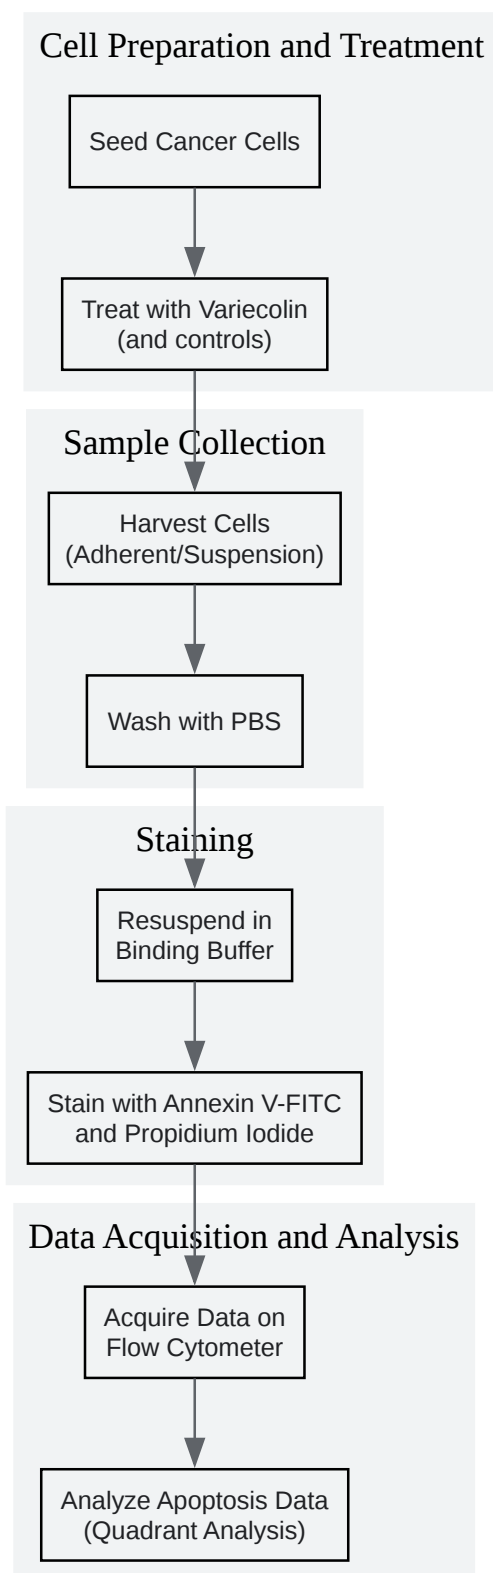 Cell Preparation and Treatment
Seed Cancer Cells
Treat with Variecolin
(and controls)
Sample Collection
Harvest Cells
(Adherent/Suspension)
Wash with PBS
Staining
Resuspend in
Binding Buffer
Stain with Annexin V-FITC
and Propidium Iodide
Data Acquisition and Analysis
Acquire Data on
Flow Cytometer
Analyze Apoptosis Data
(Quadrant Analysis)